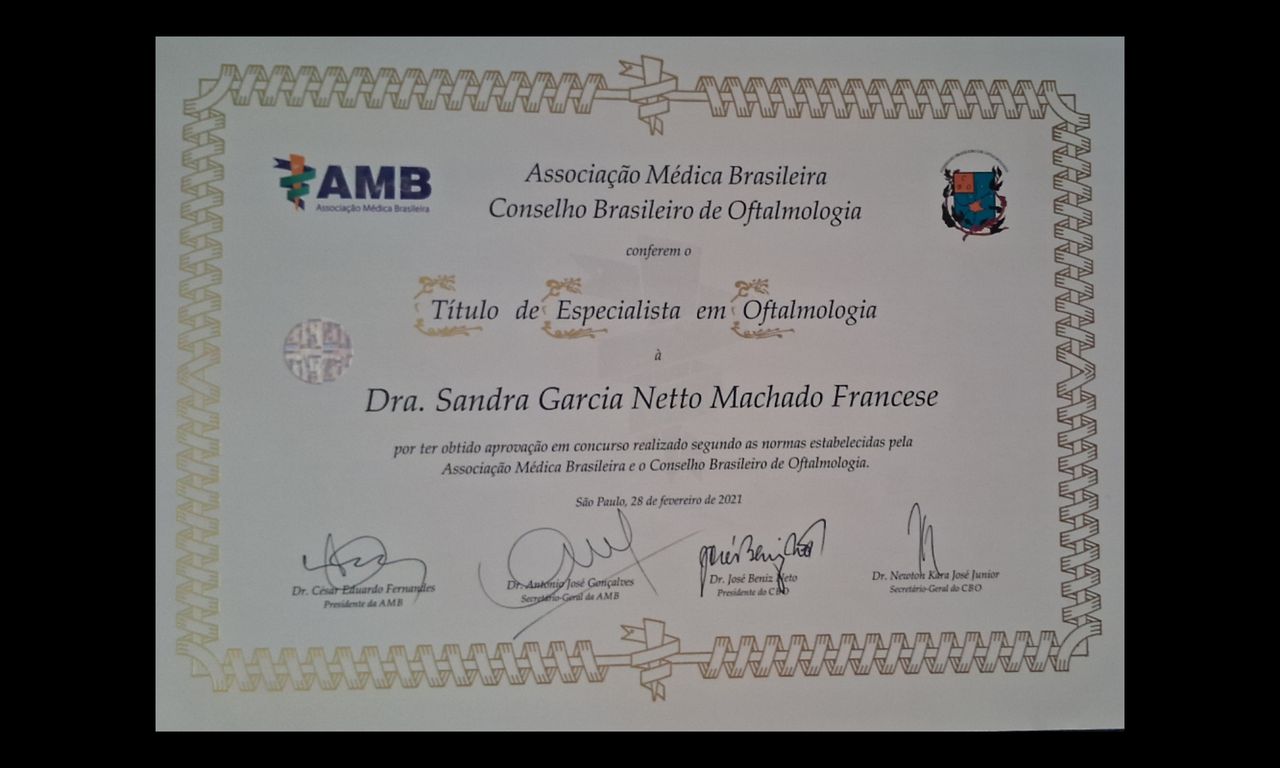 AMB
Associação Médica Brasileira
Associação Médica Brasileira
Conselho Brasileiro de Oftalmologia
conferem o
Título de Especialista em Oftalmologia
à
Dra. Sandra Garcia Netto Machado Francese
por ter obtido aprovação em concurso realizado segundo as normas estabelecidas pela
Associação Médica Brasileira e o Conselho Brasileiro de Oftalmologia.
São Paulo, 28 de fevereiro de 2021
Dr. César Eduardo Fernandes
Presidente da AMB
Dr. Antônio José Gonçalves
Secretário-Geral da AMB
Dr. José Beniz Neto
Presidente do CBO
Dr. Newton Kara José Junior
Secretário-Geral do CBO